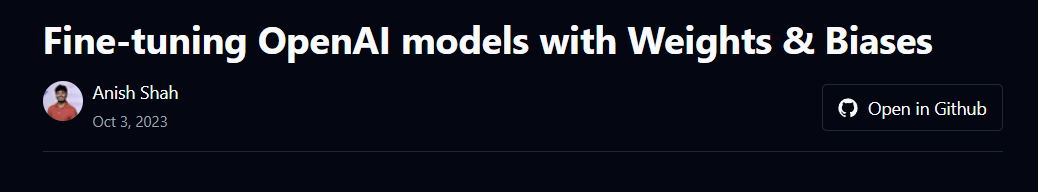 Fine-tuning OpenAI models with Weights & Biases
Anish Shah
Oct 3, 2023
Open in Github